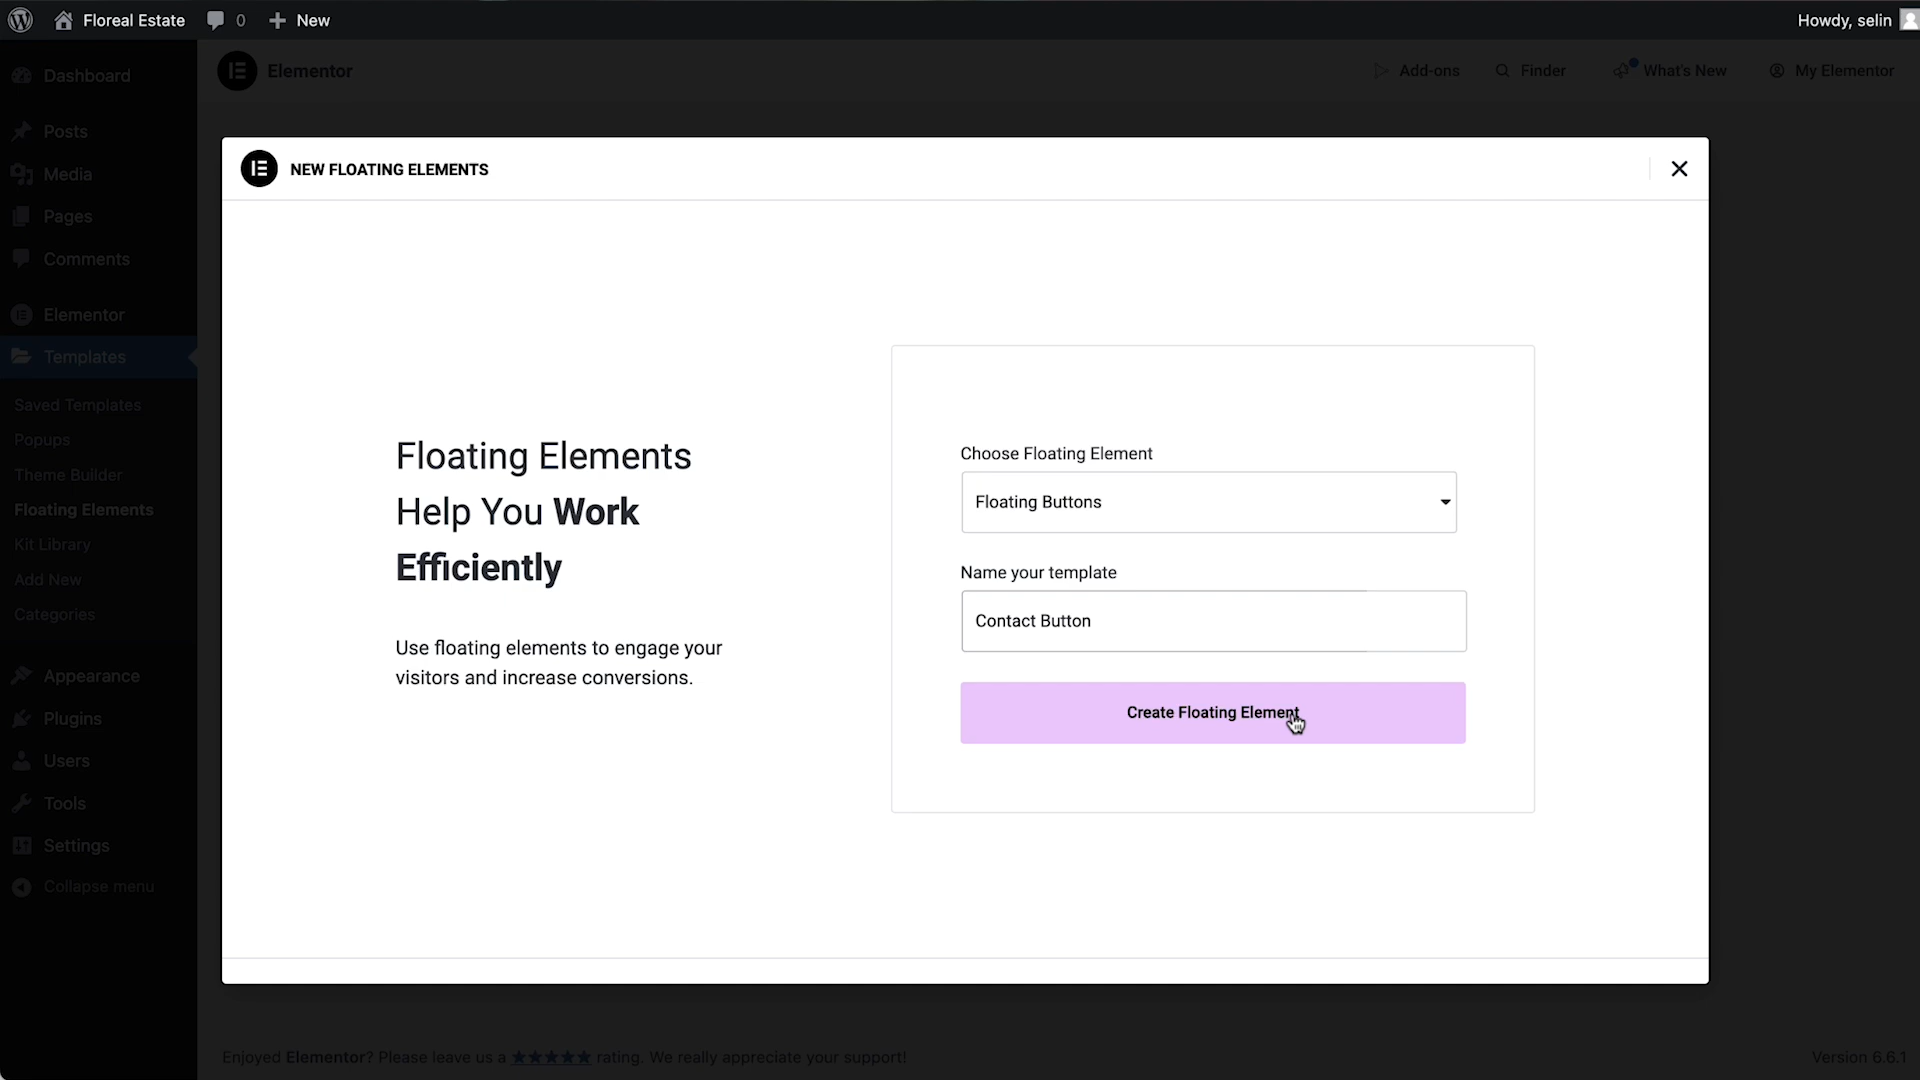 Floreal Estate
0
New
Howdy, selin
Dashboard
Posts
Media
Pages
Comments
Elementor
Templates
Saved Templates
Popups
Theme Builder
Floating Elements
Kit Library
Add New
Categories
Appearance
Plugins
Users
Tools
Settings
Collapse menu
Elementor
Add-ons
Finder
What's New
My Elementor
NEW FLOATING ELEMENTS
Floating Elements
Help You Work
Efficiently
Use floating elements to engage your
visitors and increase conversions.
Choose Floating Element
Floating Buttons
Name your template
Contact Button
Create Floating Element
Enjoyed Elementor? Please leave us a ★★★★★ rating. We really appreciate your support!
Version 6.6.1